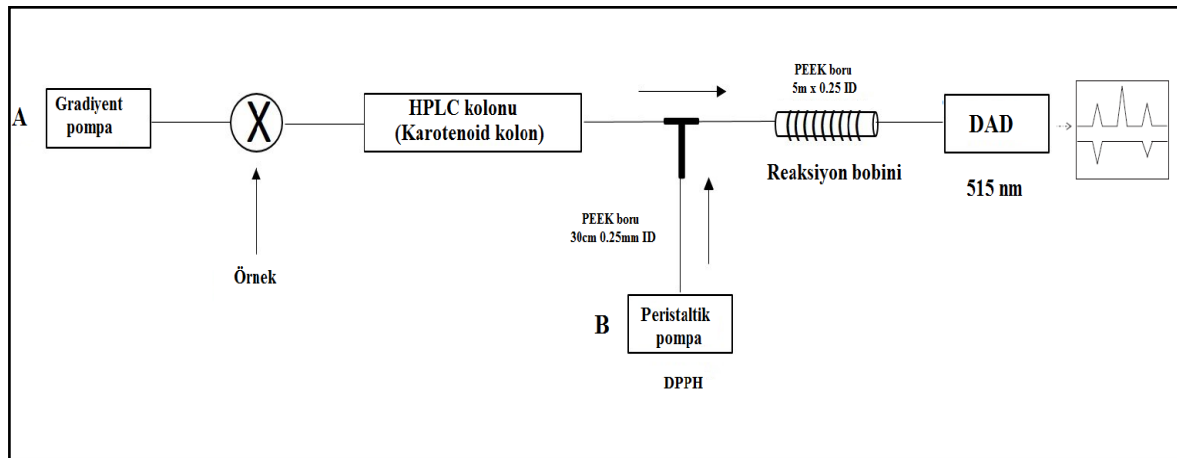 A
Gradiyent
pompa
X
Örnek
HPLC kolonu
(Karotenoid kolon)
PEEK boru
30cm 0.25mm ID
B
Peristaltik
pompa
DPPH
PEEK boru
5m x 0.25 ID
Reaksiyon bobini
DAD
515 nm